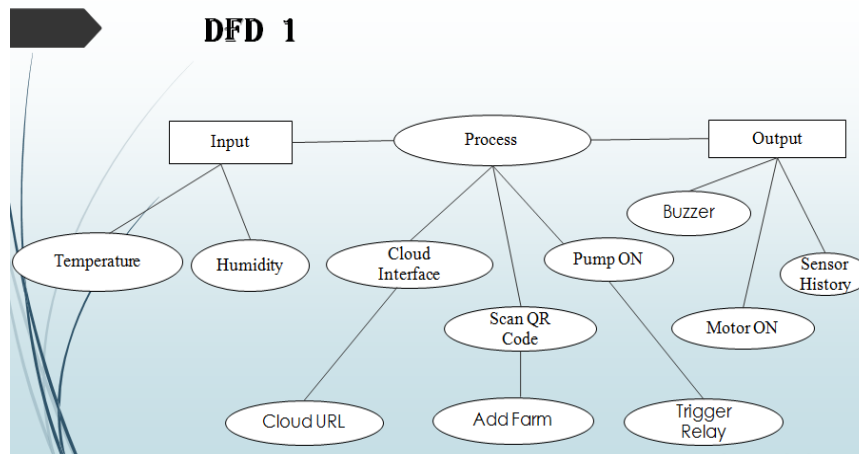 DFD 1
Input
Process
Output
Buzzer
Temperature
Humidity
Cloud
Interface
Pump ON
Sensor
History
Scan QR
Code
Motor ON
Cloud URL
Add Farm
Trigger
Relay